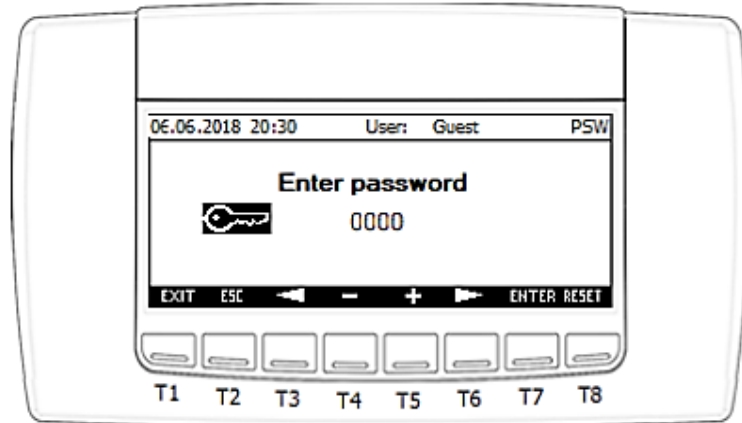 06.06.2018 20:30 User: Guest PSW
Enter password
0000
EXIT ESC - + ENTER RESET
T1 T2 T3 T4 T5 T6 T7 T8